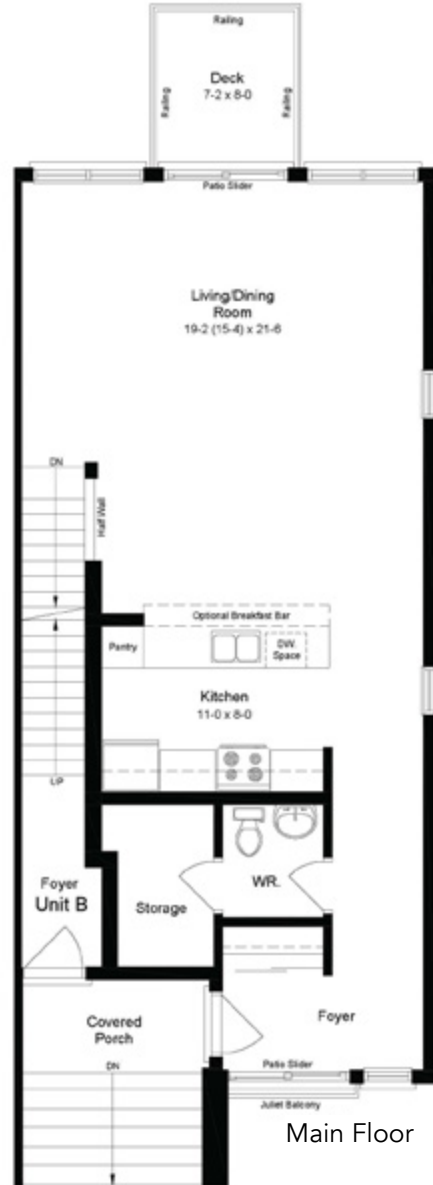 Railing
Deck
7-2 x 8-0
Railing
Railing
Patio Slider
Living/Dining
Room
19-2 (15-4) x 21-6
DN
Half Wall
Optional Breakfast Bar
Pantry
DW.
Space
Kitchen
11-0 x 8-0
UP
Foyer
Unit B
Storage
WR.
Covered
Porch
Foyer
DN
Patio Slider
Juliet Balcony
Main Floor